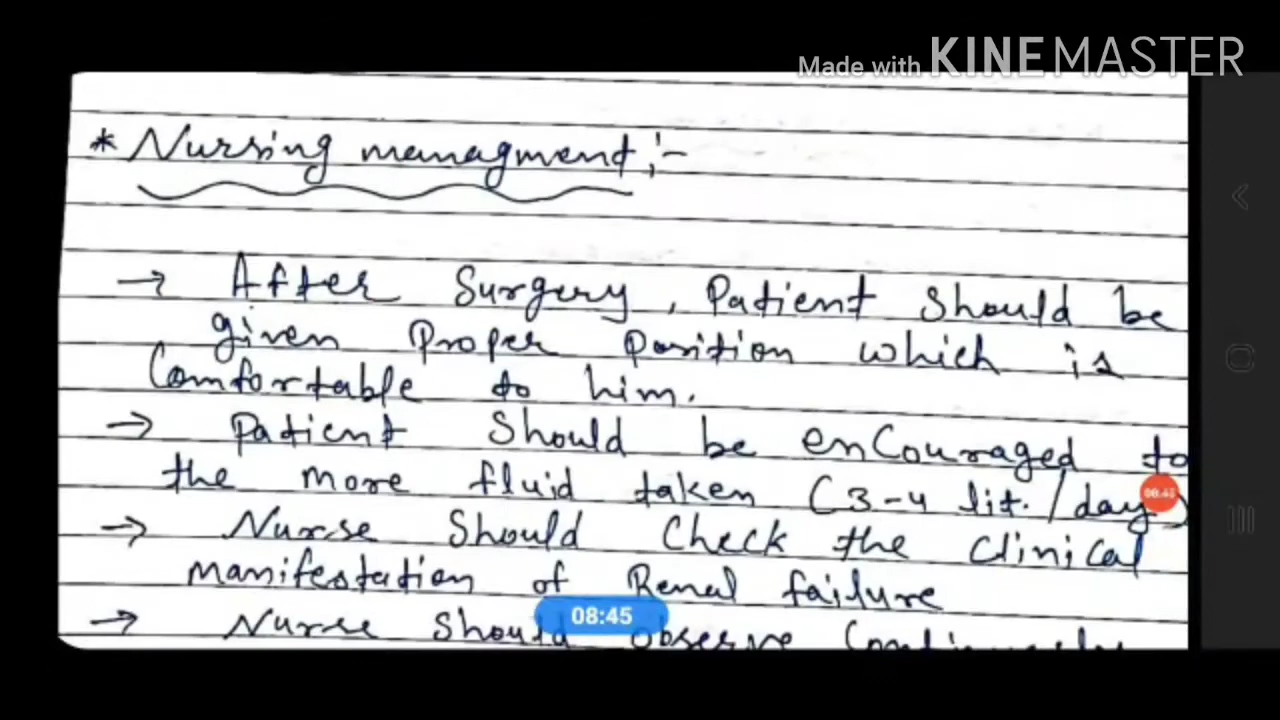 Made with KINEMASTER
* Nursing managment ;-
→ After Surgery, Patient should be
given Proper Position which is
Comfortable to him.
→ Patient Should be encouraged to
the more fluid taken (3-4 lit./day)
→ Nurse Should Check the Clinical
manifestation of Renal failure
08:45
→ Nurse Should observe